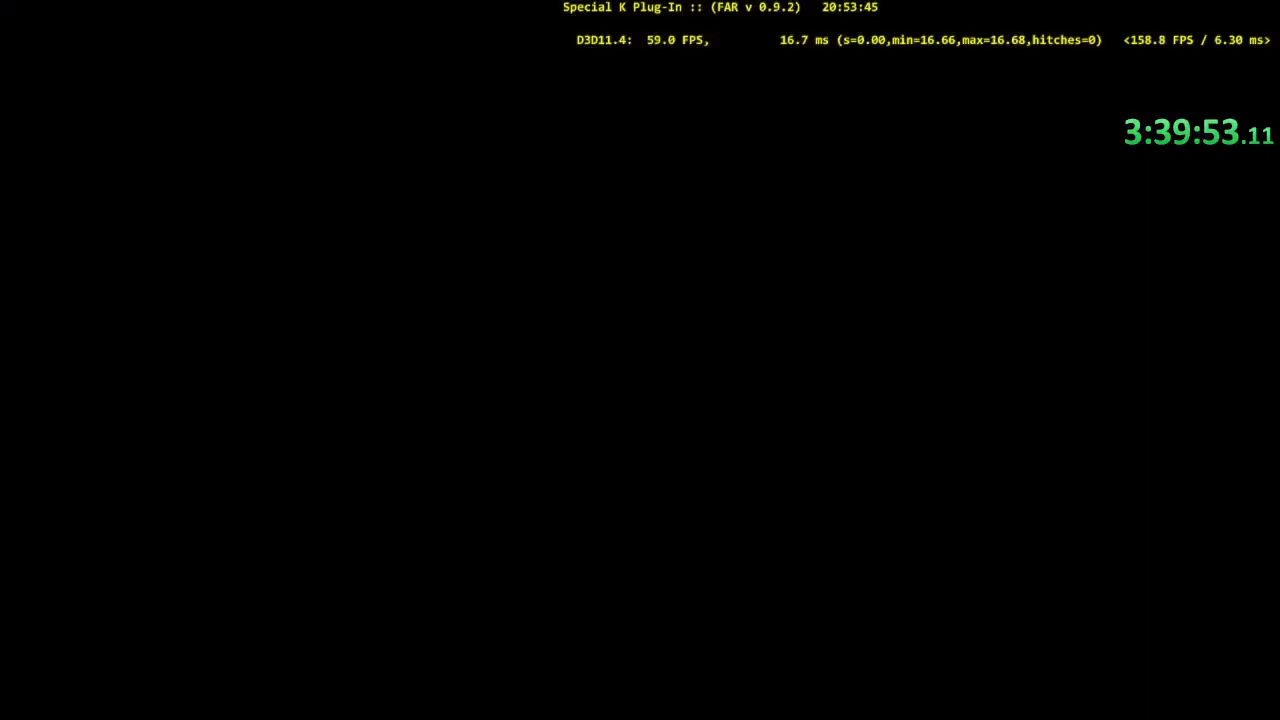 Special K Plug-In :: (FAR v 0.9.2) 20:53:45
D3D11.4: 59.0 FPS, 16.7 ms (s=0.00,min=16.66,max=16.68,hitches=0) <158.8 FPS / 6.30 ms>
3:39:53.11